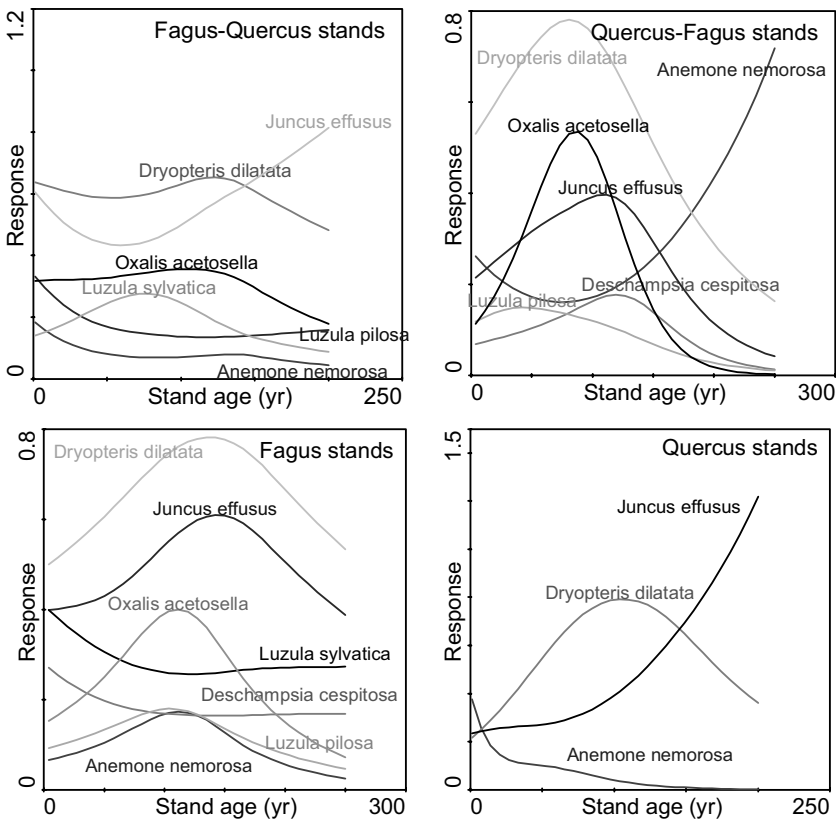 1.2
Fagus-Quercus stands
Juncus effusus
Dryopteris dilatata
Response
Oxalis acetosella
Luzula sylvatica
Luzula pilosa
Anemone nemorosa
0
0
Stand age (yr)
250
0.8
Quercus-Fagus stands
Dryopteris dilatata
Anemone nemorosa
Oxalis acetosella
Response
Juncus effusus
Deschampsia cespitosa
Luzula pilosa
0
0
Stand age (yr)
300
0.8
Dryopteris dilatata
Fagus stands
Juncus effusus
Response
Oxalis acetosella
Luzula sylvatica
Deschampsia cespitosa
Luzula pilosa
Anemone nemorosa
0
0
Stand age (yr)
300
1.5
Quercus stands
Juncus effusus
Response
Dryopteris dilatata
Anemone nemorosa
0
0
Stand age (yr)
250